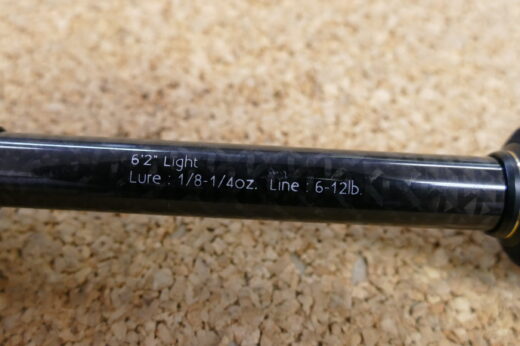 6'2" Light
Lure : 1/8-1/4oz.  Line : 6-12lb.